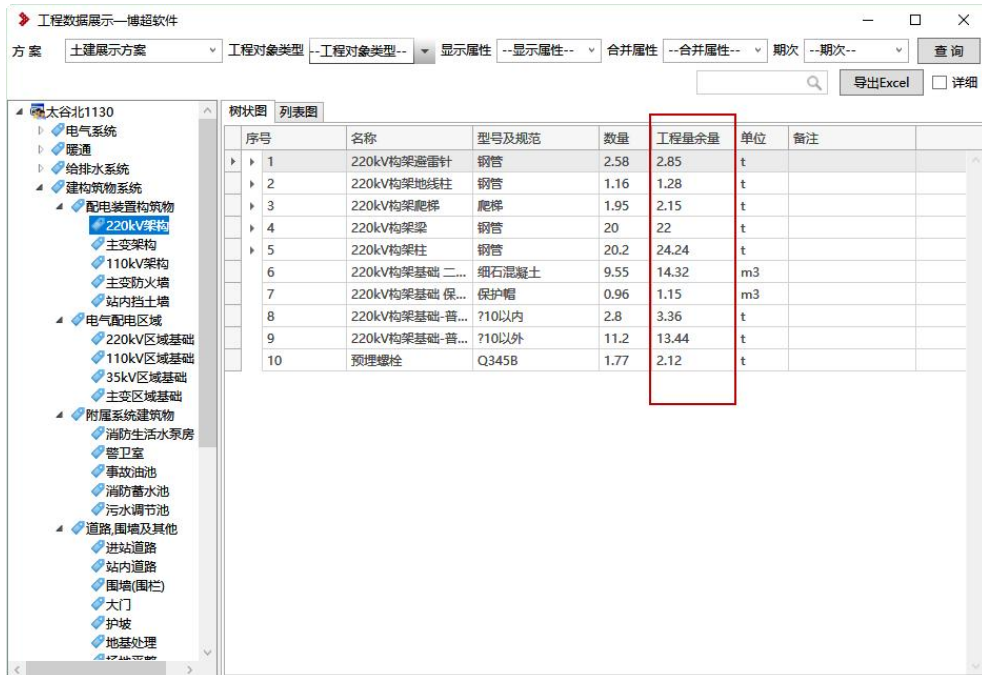 工程数据展示—博超软件
方案 土建展示方案 工程对象类型 --工程对象类型-- 显示属性 --显示属性-- 合并属性 --合并属性-- 期次 --期次-- 查询
导出Excel 详细
太谷北1130
电气系统
暖通
给排水系统
建构筑物系统
配电装置构筑物
220kV架构
主变架构
110kV架构
主变防火墙
站内挡土墙
电气配电区域
220kV区域基础
110kV区域基础
35kV区域基础
主变区域基础
附属系统建筑物
消防生活水泵房
警卫室
事故油池
消防蓄水池
污水调节池
道路,围墙及其他
进站道路
站内道路
围墙(围栏)
大门
护坡
地基处理
树状图 列表图
序号 名称 型号及规范 数量 工程量余量 单位 备注
1 220kV构架避雷针 钢管 2.58 2.85 t
2 220kV构架地线柱 钢管 1.16 1.28 t
3 220kV构架爬梯 爬梯 1.95 2.15 t
4 220kV构架梁 钢管 20 22 t
5 220kV构架柱 钢管 20.2 24.24 t
6 220kV构架基础 二... 细石混凝土 9.55 14.32 m3
7 220kV构架基础 保... 保护帽 0.96 1.15 m3
8 220kV构架基础-普... ?10以内 2.8 3.36 t
9 220kV构架基础-普... ?10以外 11.2 13.44 t
10 预埋螺栓 Q345B 1.77 2.12 t